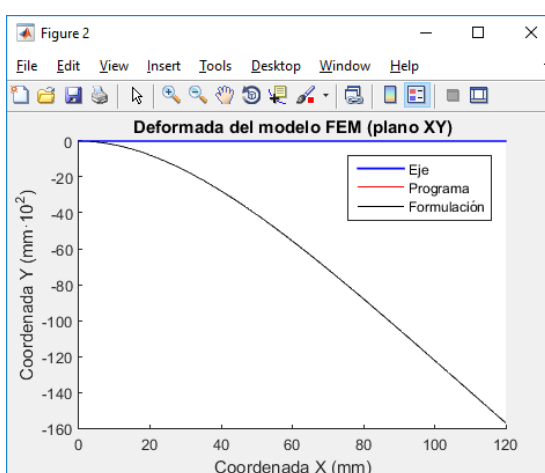 Figure 2
File Edit View Insert Tools Desktop Window Help
Deformada del modelo FEM (plano XY)
Eje
Programa
Formulación
Coordenada Y (mm·10²)
0
-20
-40
-60
-80
-100
-120
-140
-160
0 20 40 60 80 100 120
Coordenada X (mm)